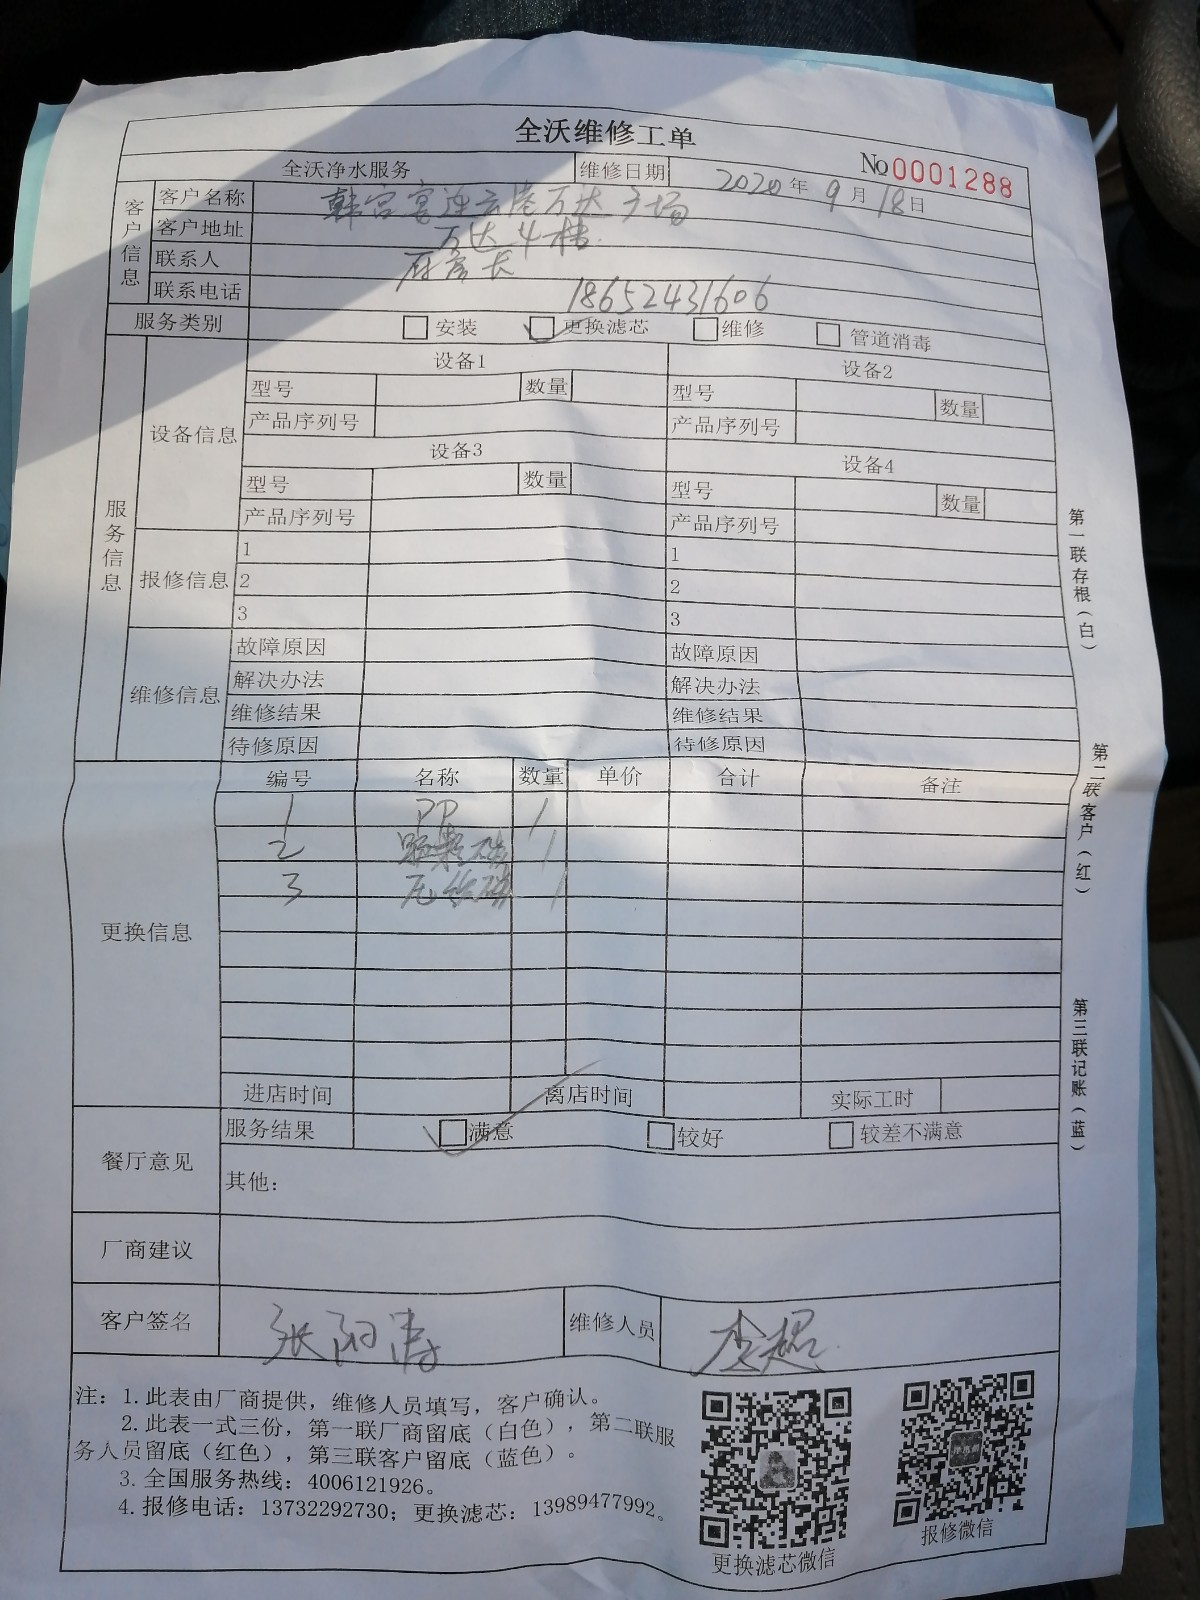 全沃维修工单
全沃净水服务 维修日期 2020年9月18日 №0001288
客户信息
客户名称 韩宫宴连云港万达广场
客户地址 万达4楼
联系人 长
联系电话 18652431606
服务类别 安装 更换滤芯 维修 管道消毒
服务信息
设备信息
设备1 设备2
型号 数量 型号 数量
产品序列号 产品序列号
设备3 设备4
型号 数量 型号 数量
产品序列号 产品序列号
报修信息
1 1
2 2
3 3
维修信息
故障原因 故障原因
解决办法 解决办法
维修结果 维修结果
待修原因 待修原因
更换信息
编号 名称 数量 单价 合计 备注
1 PP 1
2 碳 1
3 1
进店时间 离店时间 实际工时
餐厅意见
服务结果 满意 较好 较差不满意
其他：
厂商建议
客户签名 张 维修人员 李超
注：1.此表由厂商提供，维修人员填写，客户确认。
2.此表一式三份，第一联厂商留底（白色），第二联服
务人员留底（红色），第三联客户留底（蓝色）。
3.全国服务热线：4006121926。
4.报修电话：13732292730；更换滤芯：13989477992。
更换滤芯微信
报修微信
第一联存根（白）
第二联客户（红）
第三联记账（蓝）